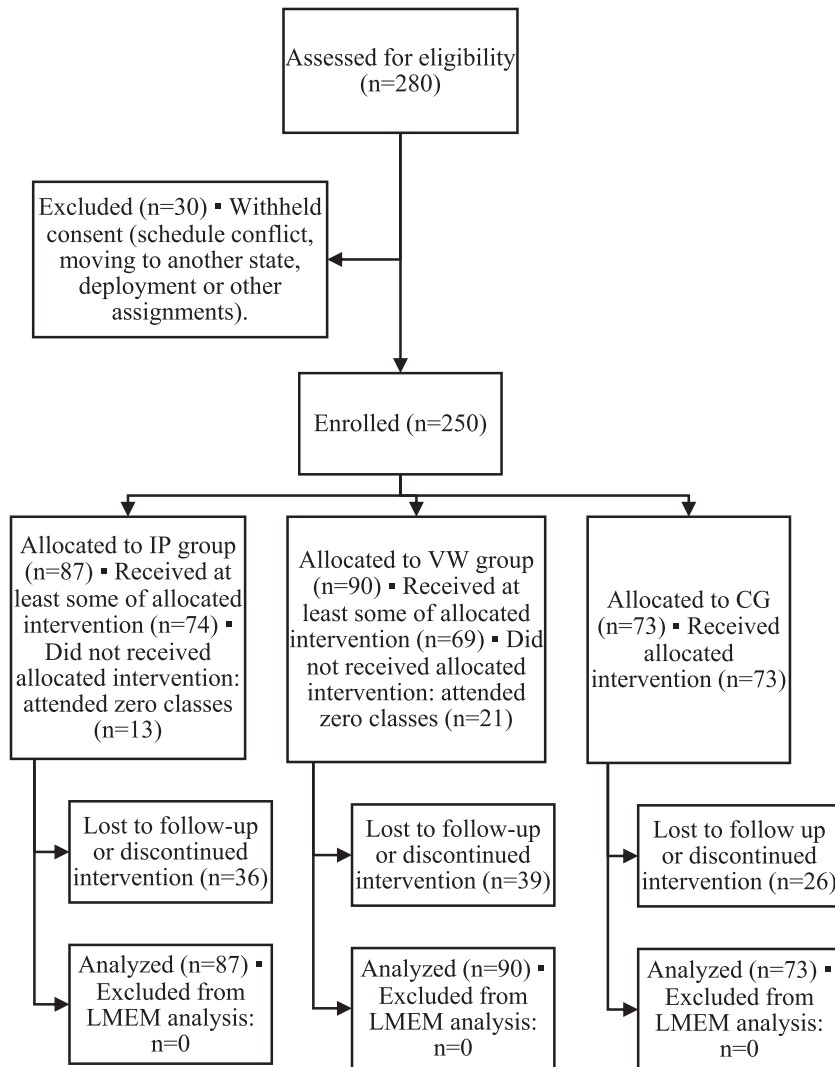 Assessed for eligibility
(n=280)
Excluded (n=30) ▪ Withheld
consent (schedule conflict,
moving to another state,
deployment or other
assignments).
Enrolled (n=250)
Allocated to IP group
(n=87) ▪ Received at
least some of allocated
intervention (n=74) ▪
Did not received
allocated intervention:
attended zero classes
(n=13)
Allocated to VW group
(n=90) ▪ Received at
least some of allocated
intervention (n=69) ▪ Did
not received allocated
intervention: attended
zero classes (n=21)
Allocated to CG
(n=73) ▪ Received
allocated
intervention (n=73)
Lost to follow-up
or discontinued
intervention (n=36)
Lost to follow-up
or discontinued
intervention (n=39)
Lost to follow up
or discontinued
intervention (n=26)
Analyzed (n=87) ▪
Excluded from
LMEM analysis:
n=0
Analyzed (n=90) ▪
Excluded from
LMEM analysis:
n=0
Analyzed (n=73) ▪
Excluded from
LMEM analysis:
n=0